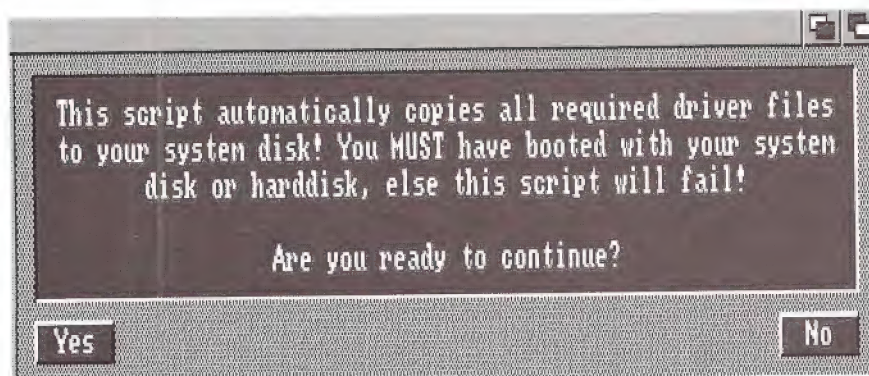 This script automatically copies all required driver files
to your system disk! You MUST have booted with your system
disk or harddisk, else this script will fail!
Are you ready to continue?
Yes
No